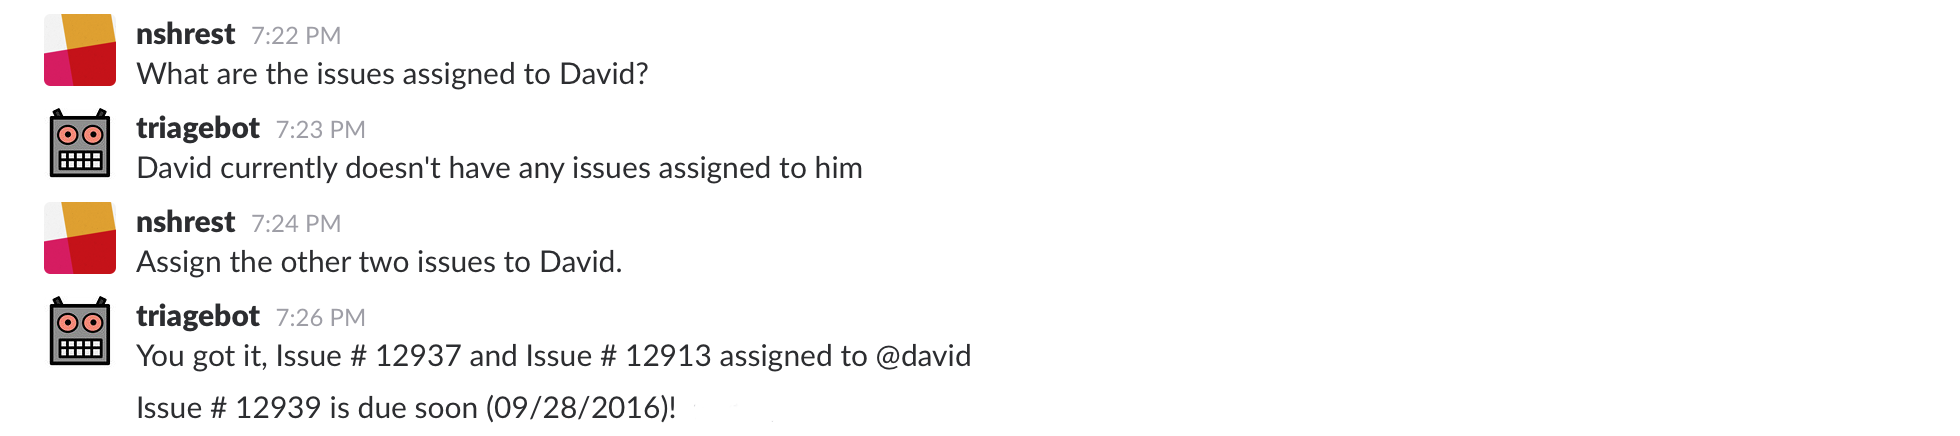 nshrest 7:22 PM
What are the issues assigned to David?
triagebot 7:23 PM
David currently doesn't have any issues assigned to him
nshrest 7:24 PM
Assign the other two issues to David.
triagebot 7:26 PM
You got it, Issue # 12937 and Issue # 12913 assigned to @david
Issue # 12939 is due soon (09/28/2016)!